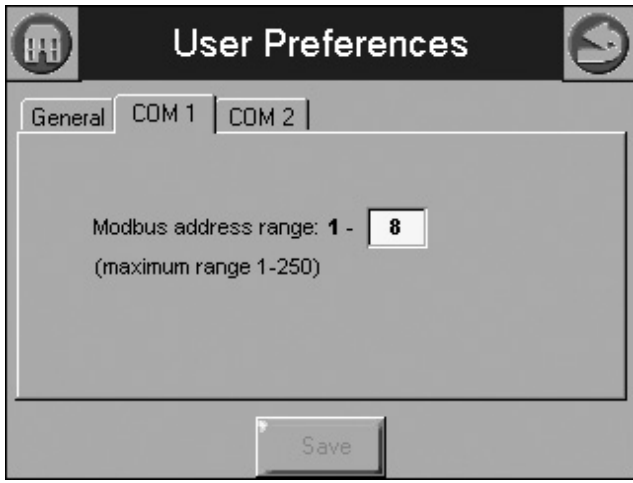 User Preferences
General COM 1 COM 2
Modbus address range: 1 - 8
(maximum range 1-250)
Save